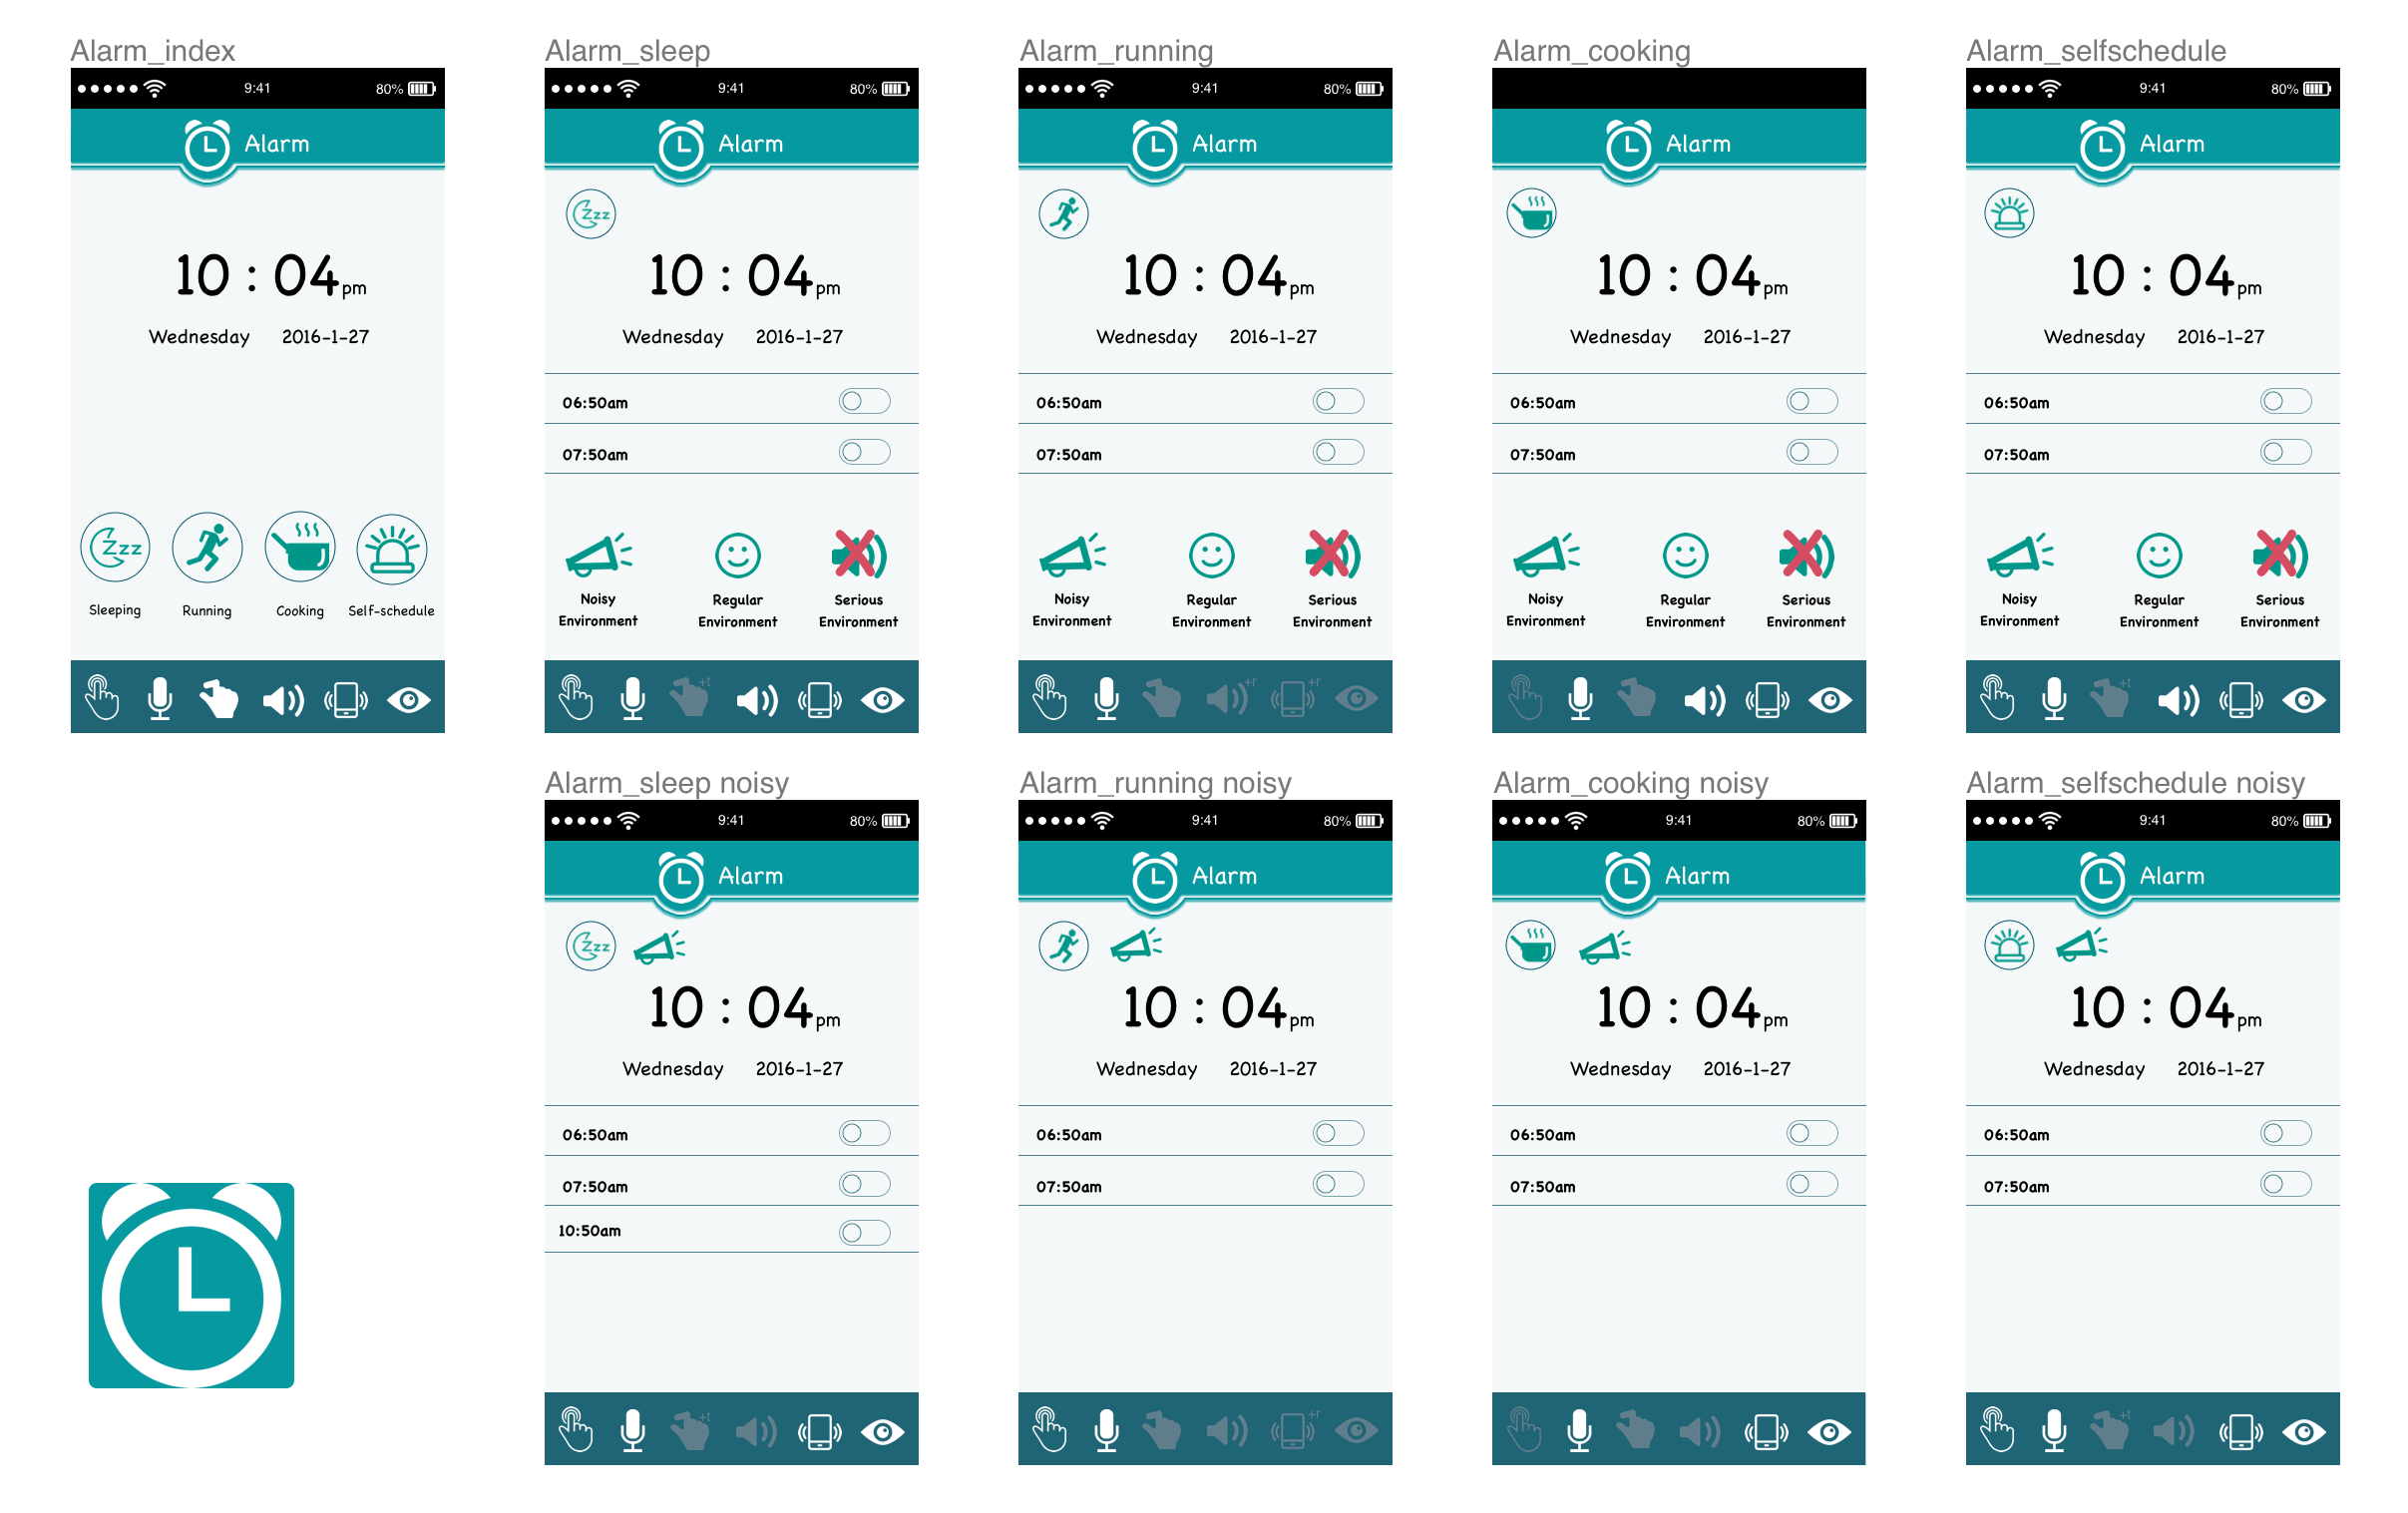 Alarm_index
9:41
80%
Alarm
10 : 04pm
Wednesday 2016-1-27
Zzz
Sleeping
Running
Cooking
Self-schedule
Alarm_sleep
9:41
80%
Alarm
Zzz
10 : 04pm
Wednesday 2016-1-27
06:50am
07:50am
Noisy
Environment
Regular
Environment
Serious
Environment
+t
Alarm_running
9:41
80%
Alarm
10 : 04pm
Wednesday 2016-1-27
06:50am
07:50am
Noisy
Environment
Regular
Environment
Serious
Environment
+r
+r
Alarm_cooking
Alarm
10 : 04pm
Wednesday 2016-1-27
06:50am
07:50am
Noisy
Environment
Regular
Environment
Serious
Environment
Alarm_selfschedule
9:41
80%
Alarm
10 : 04pm
Wednesday 2016-1-27
06:50am
07:50am
Noisy
Environment
Regular
Environment
Serious
Environment
+t
Alarm_sleep noisy
9:41
80%
Alarm
Zzz
10 : 04pm
Wednesday 2016-1-27
06:50am
07:50am
10:50am
+t
Alarm_running noisy
9:41
80%
Alarm
10 : 04pm
Wednesday 2016-1-27
06:50am
07:50am
+r
Alarm_cooking noisy
9:41
80%
Alarm
10 : 04pm
Wednesday 2016-1-27
06:50am
07:50am
Alarm_selfschedule noisy
9:41
80%
Alarm
10 : 04pm
Wednesday 2016-1-27
06:50am
07:50am
+t